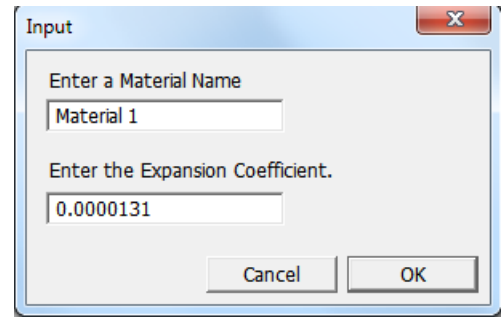 Input
Enter a Material Name
Material 1
Enter the Expansion Coefficient.
0.0000131
Cancel OK